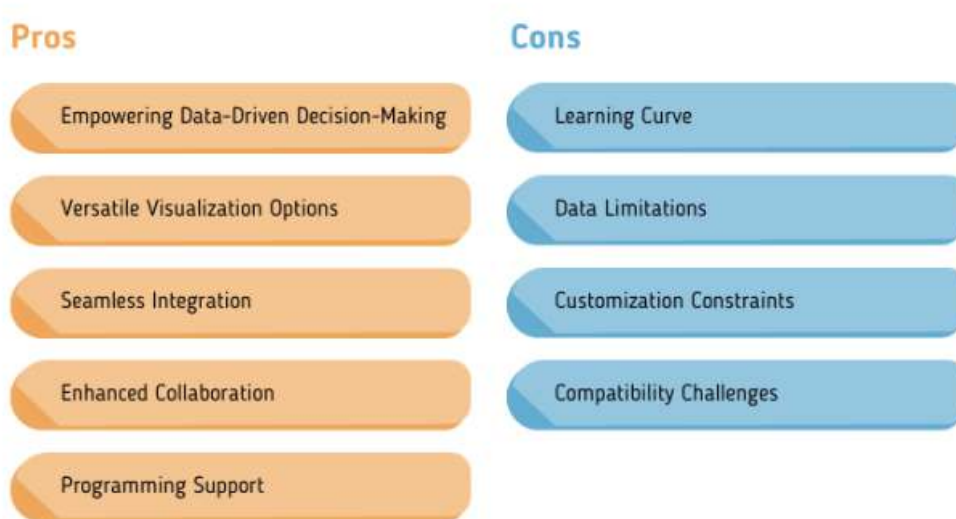 Pros
Empowering Data-Driven Decision-Making
Versatile Visualization Options
Seamless Integration
Enhanced Collaboration
Programming Support
Cons
Learning Curve
Data Limitations
Customization Constraints
Compatibility Challenges